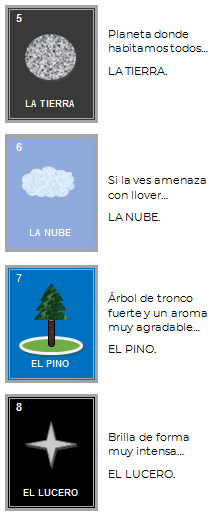 5
LA TIERRA
Planeta donde
habitamos todos...
LA TIERRA.
6
LA NUBE
Si la ves amenaza
con llover...
LA NUBE.
7
EL PINO
Árbol de tronco
fuerte y un aroma
muy agradable...
EL PINO.
8
EL LUCERO
Brilla de forma
muy intensa...
EL LUCERO.